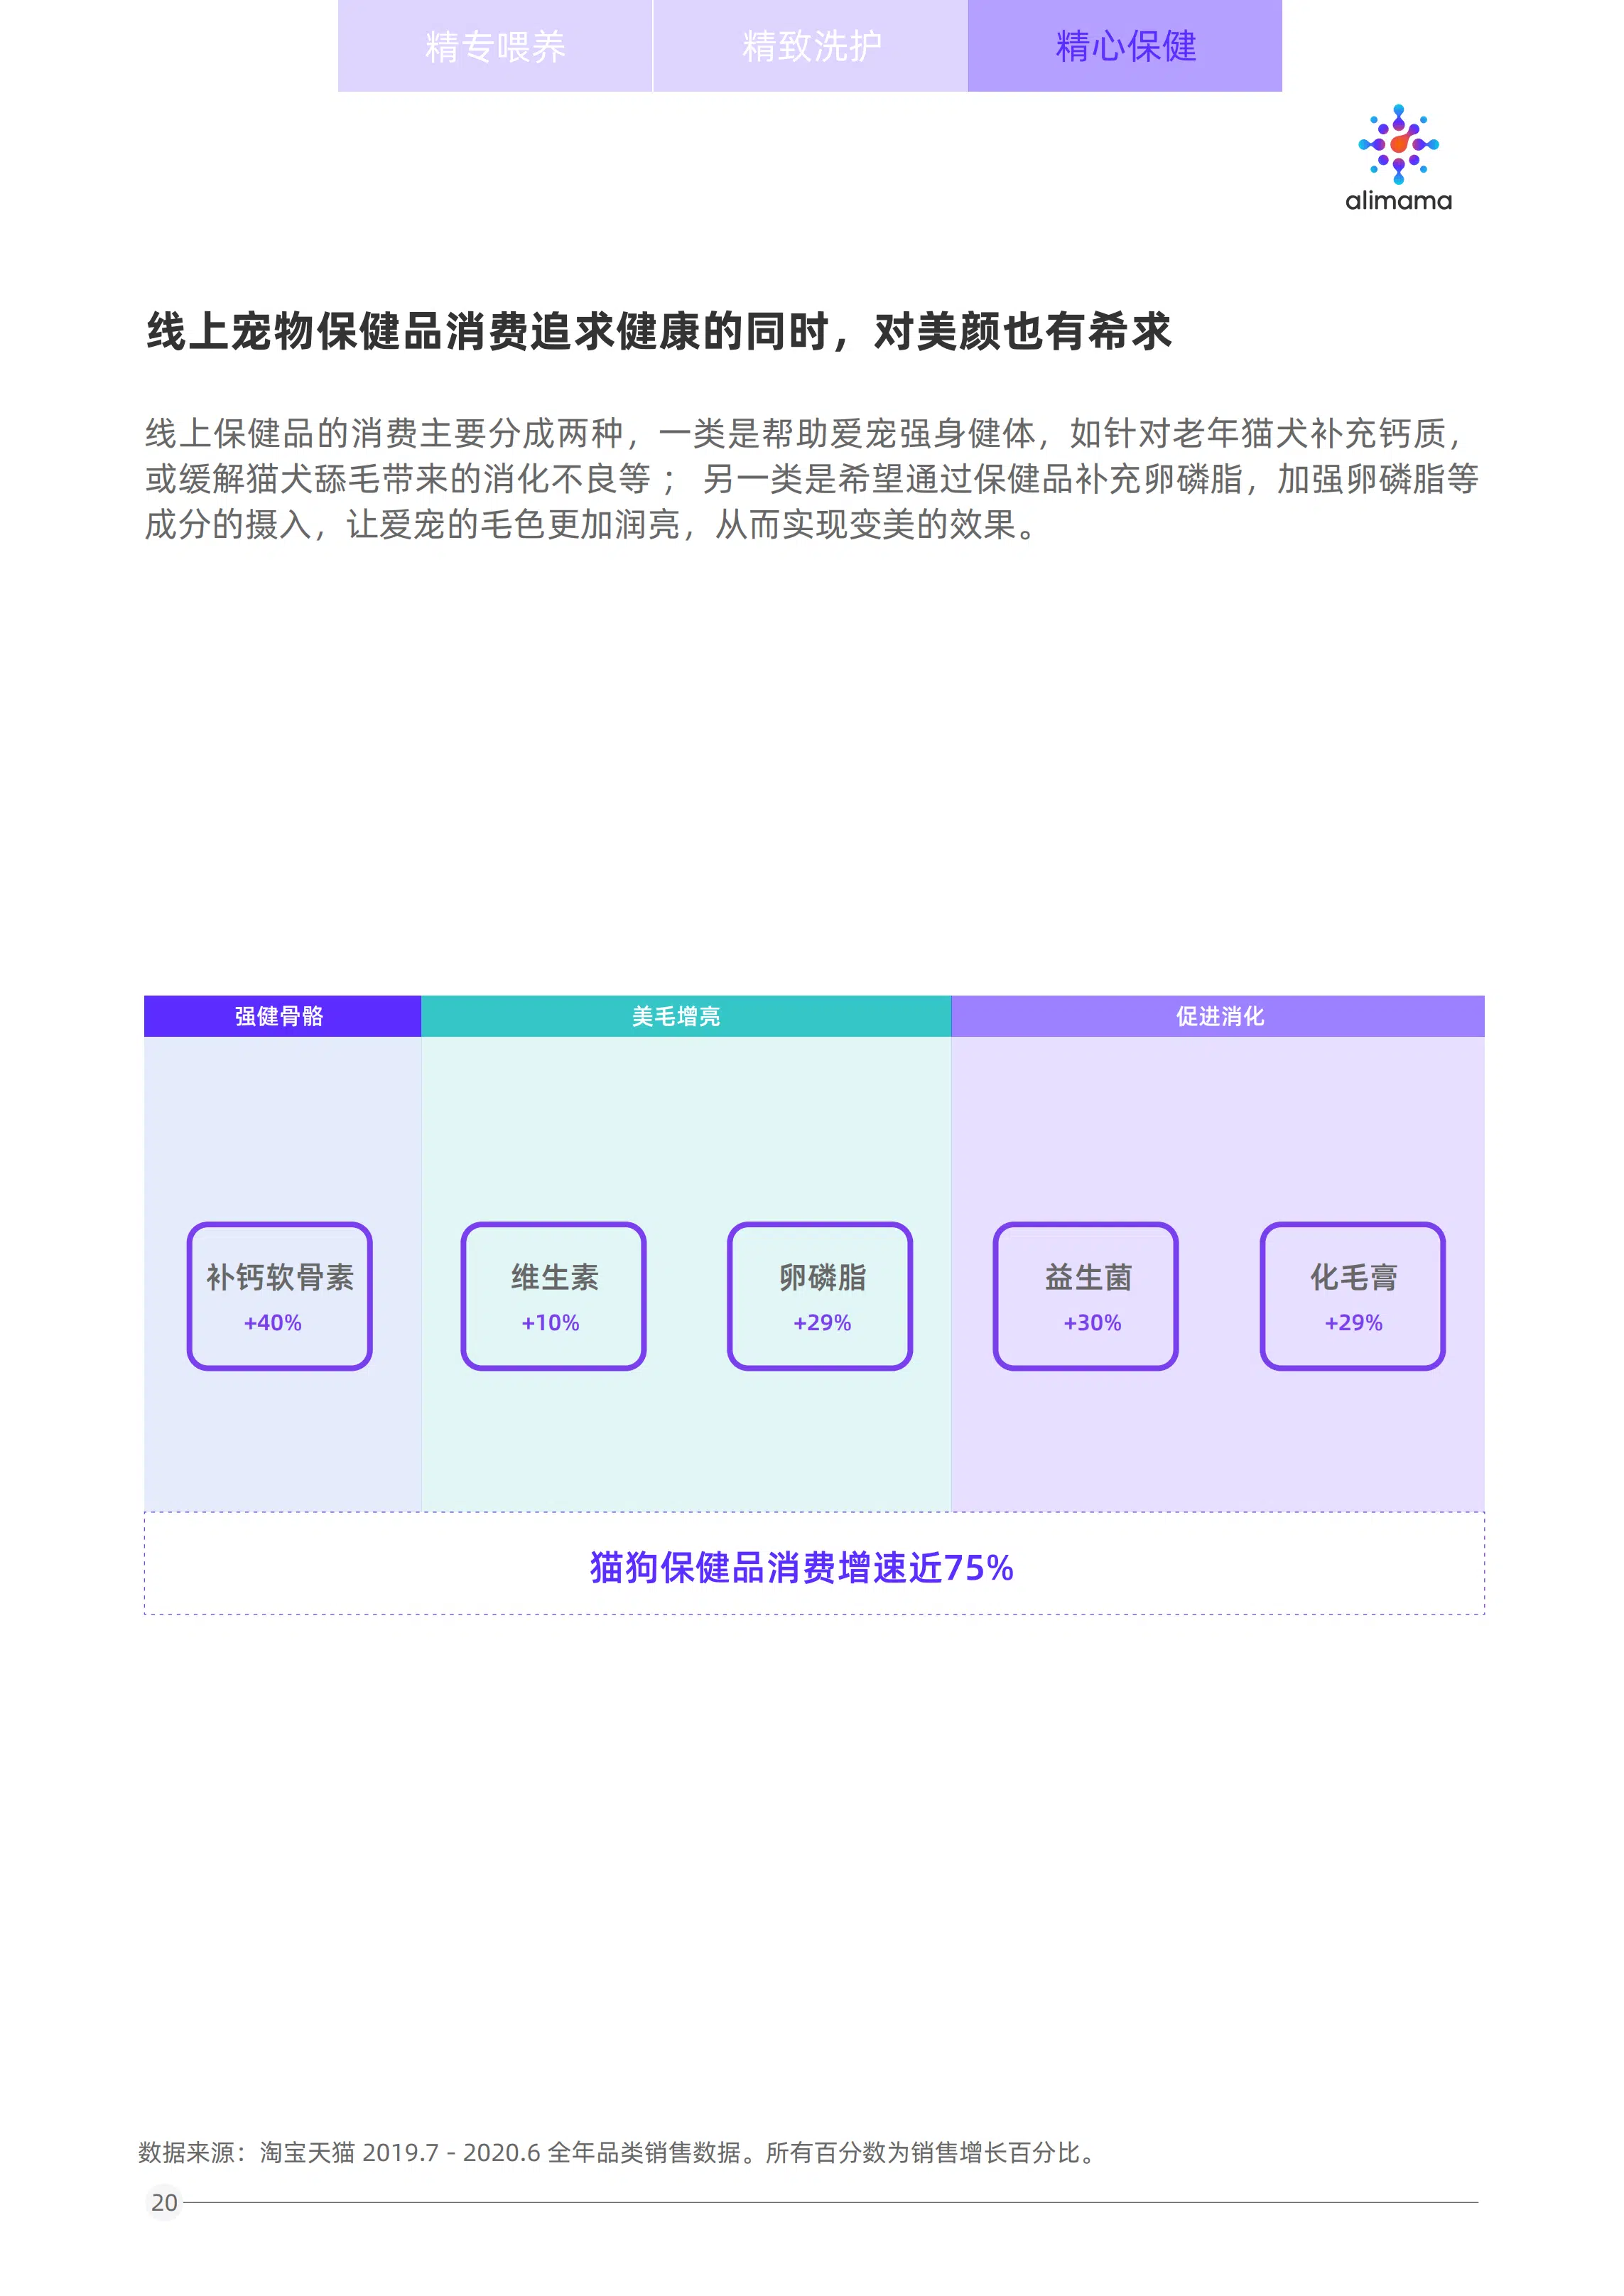 精专喂养 精致洗护 精心保健
alimama
线上宠物保健品消费追求健康的同时，对美颜也有希求
线上保健品的消费主要分成两种，一类是帮助爱宠强身健体，如针对老年猫犬补充钙质，
或缓解猫犬舔毛带来的消化不良等； 另一类是希望通过保健品补充卵磷脂，加强卵磷脂等
成分的摄入，让爱宠的毛色更加润亮，从而实现变美的效果。
强健骨骼 美毛增亮 促进消化
补钙软骨素 维生素 卵磷脂 益生菌 化毛膏
+40% +10% +29% +30% +29%
猫狗保健品消费增速近75%
数据来源：淘宝天猫 2019.7 - 2020.6 全年品类销售数据。所有百分数为销售增长百分比。
20